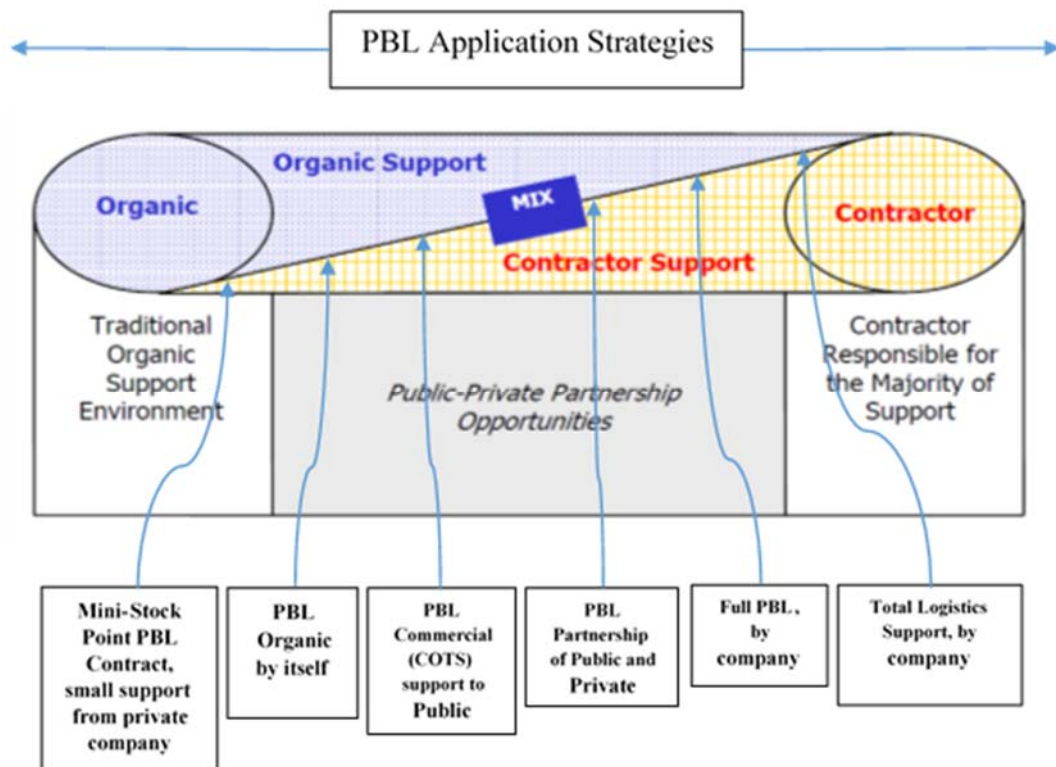 PBL Application Strategies
Organic Support
Organic
MIX
Contractor
Contractor Support
Traditional
Organic
Support
Environment
Public-Private Partnership
Opportunities
Contractor
Responsible for
the Majority of
Support
Mini-Stock
Point PBL
Contract,
small support
from private
company
PBL
Organic
by itself
PBL
Commercial
(COTS)
support to
Public
PBL
Partnership
of Public and
Private
Full PBL,
by
company
Total Logistics
Support, by
company